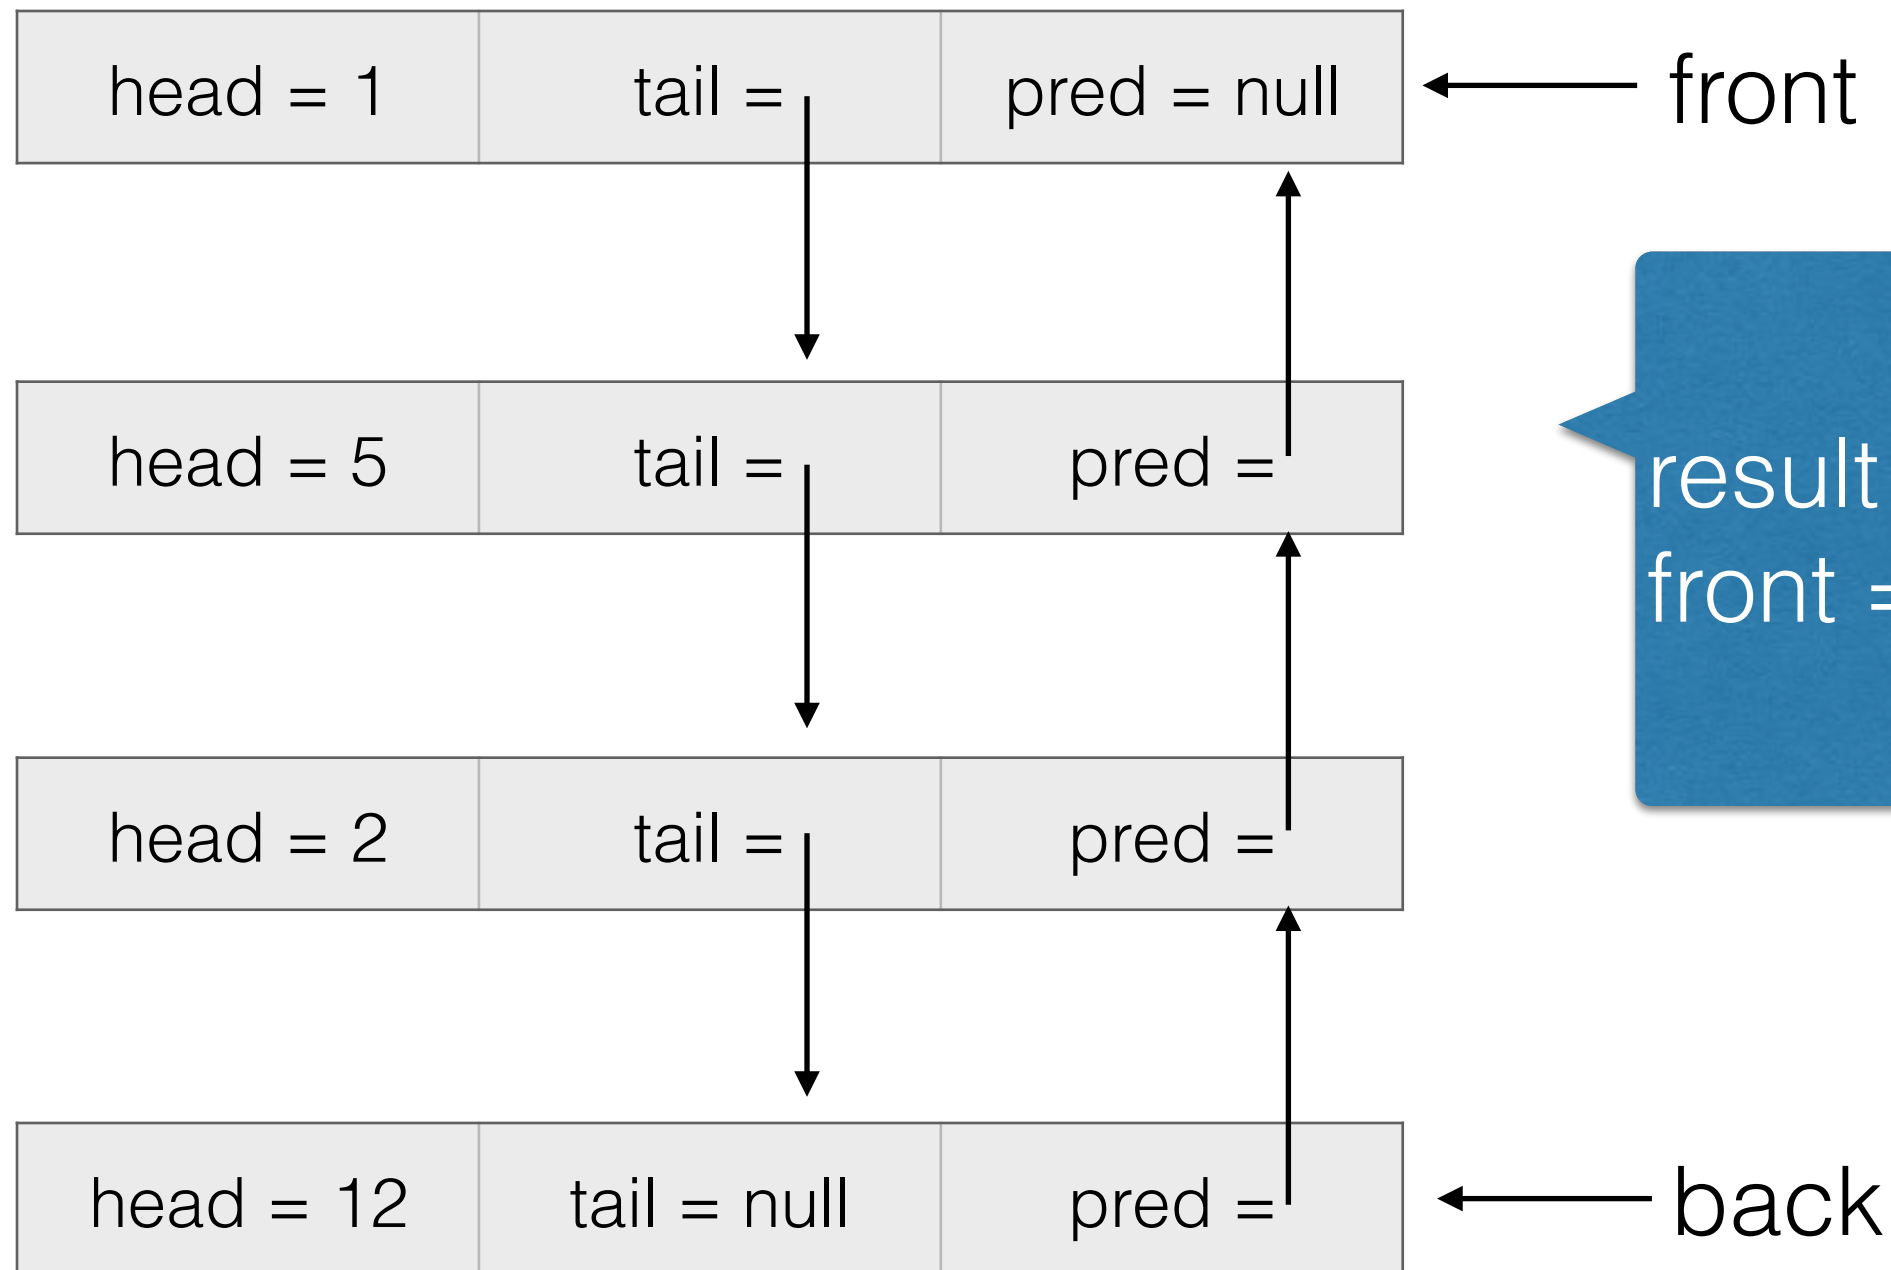 head = 1 tail = pred = null front
head = 5 tail = pred =
result
front =
head = 2 tail = pred =
head = 12 tail = null pred = back